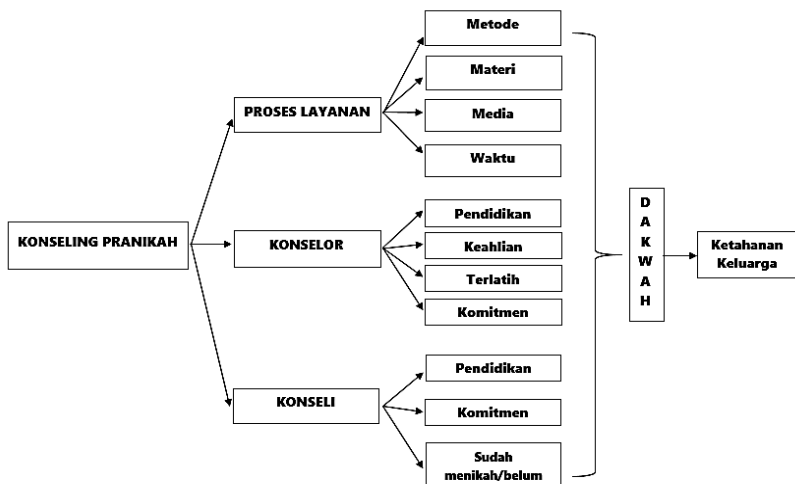 KONSELING PRANIKAH
PROSES LAYANAN
Metode
Materi
Media
Waktu
KONSELOR
Pendidikan
Keahlian
Terlatih
Komitmen
KONSELI
Pendidikan
Komitmen
Sudah
menikah/belum
D
A
K
W
A
H
Ketahanan
Keluarga